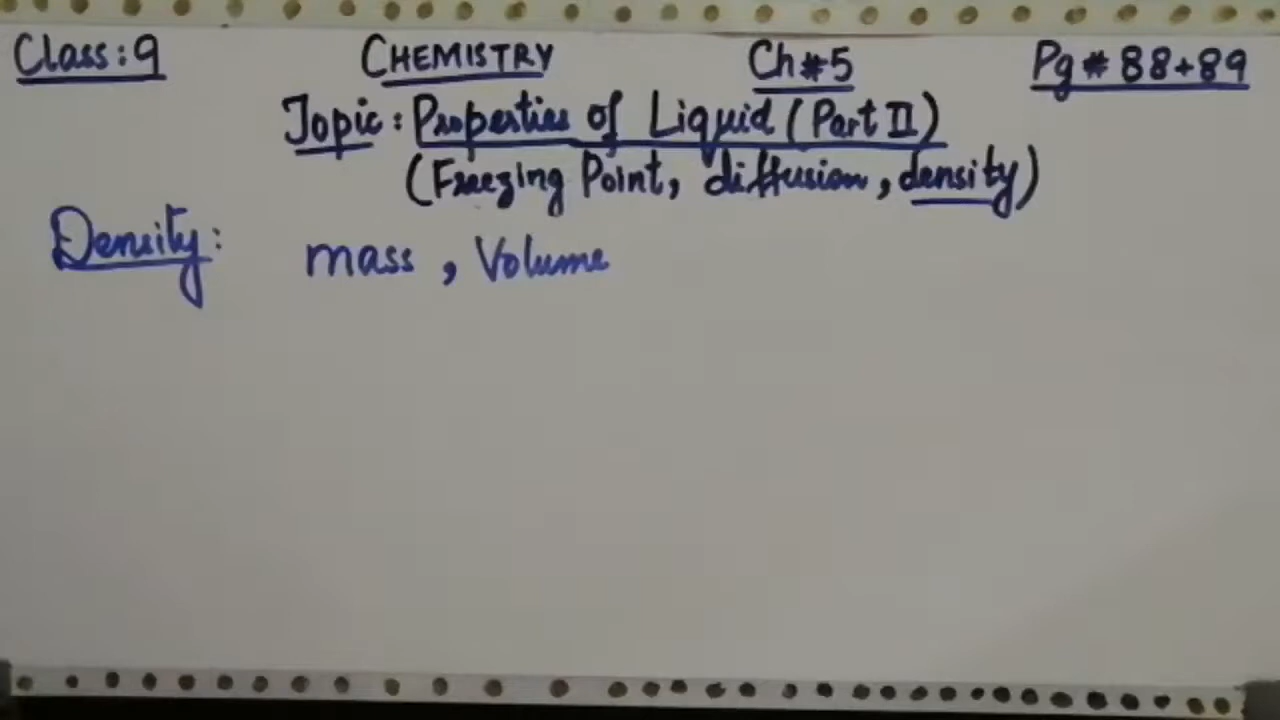 Class: 9 CHEMISTRY Ch#5 Pg # 88+89
Topic: Properties of Liquid (Part II)
(Freezing Point, diffusion, density)
Density: mass, Volume